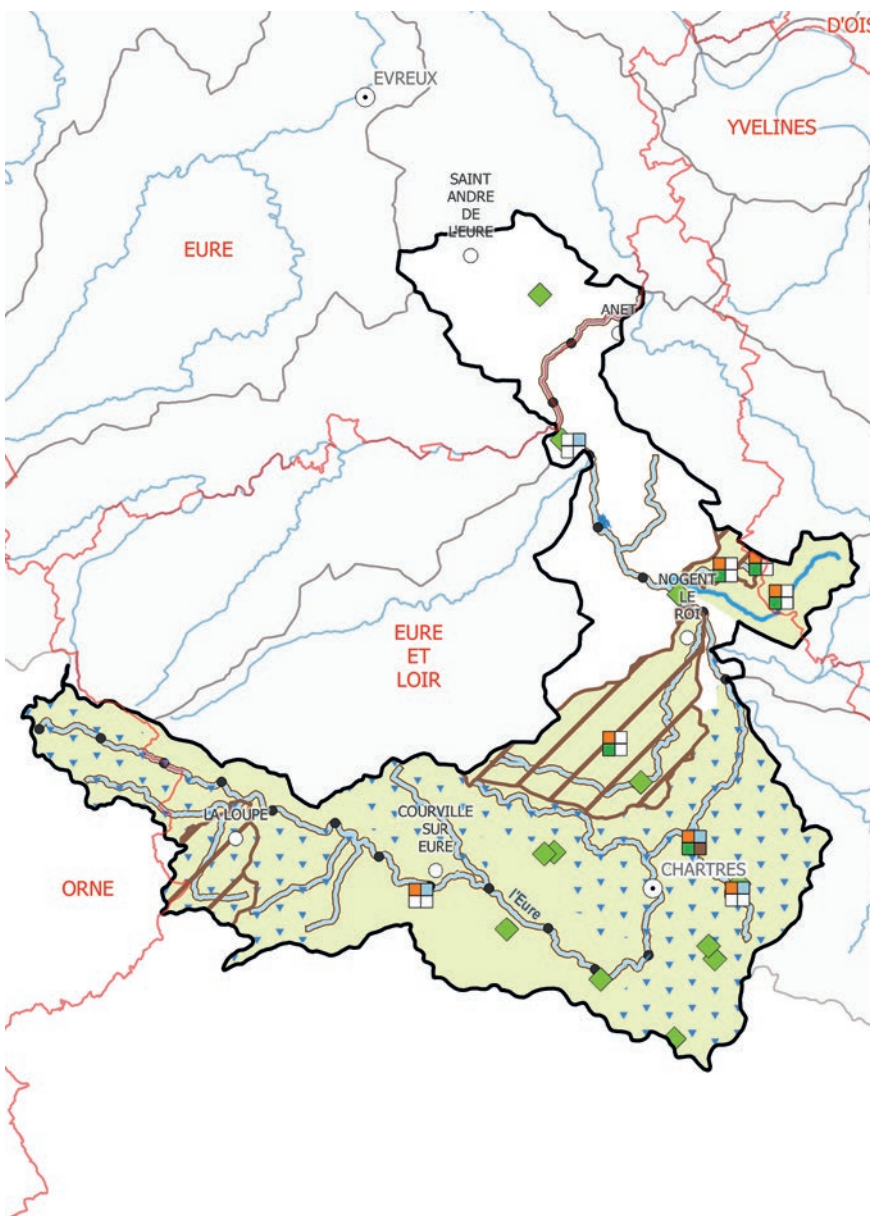 D'OIS
EVREUX
YVELINES
SAINT
ANDRE
DE
L'EURE
EURE
ANET
NOGENT
LE
ROI
EURE
ET
LOIR
LA LOUPE
COURVILLE
SUR
EURE
ORNE
CHARTRES
l'Eure